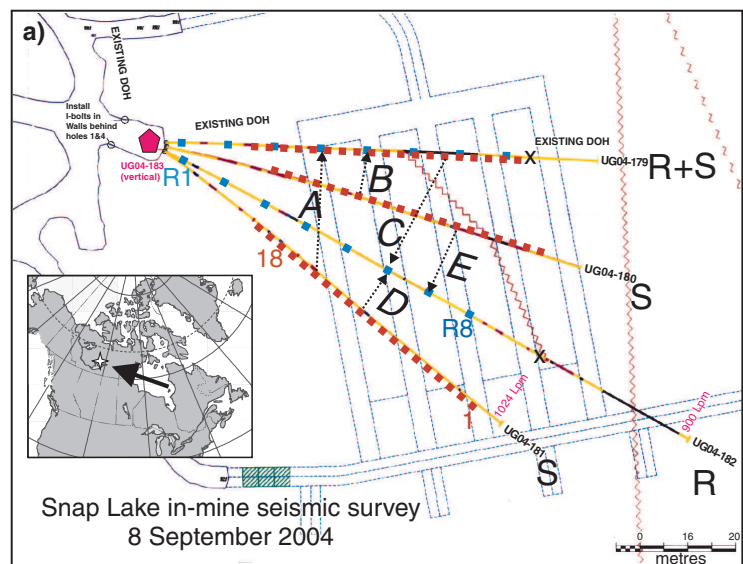 a)
EXISTING DOH
Install
I-bolts in
Walls behind
holes 1&4
EXISTING DOH
EXISTING DOH
UG04-183
(vertical)
R1
X
UG04-179
R+S
A
B
C
D
E
18
UG04-180
S
R8
X
1
1024 Lpm
UG04-181
S
900 Lpm
UG04-182
R
Snap Lake in-mine seismic survey
8 September 2004
0 16 20
metres